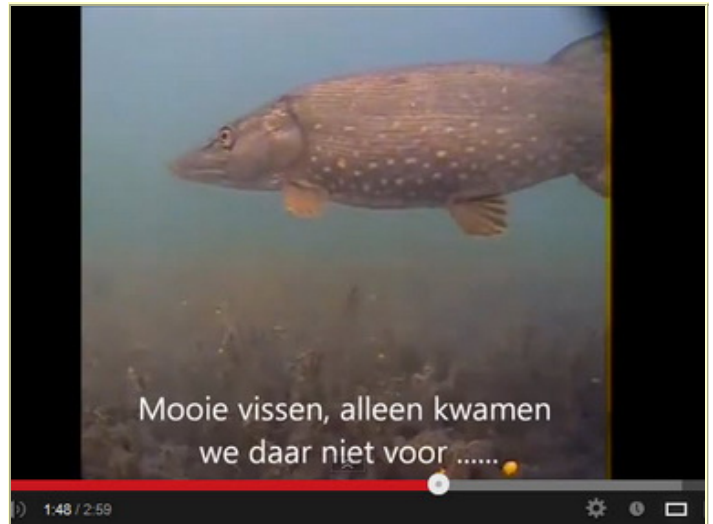 Mooie vissen, alleen kwamen
we daar niet voor ......
1:48 / 2:59